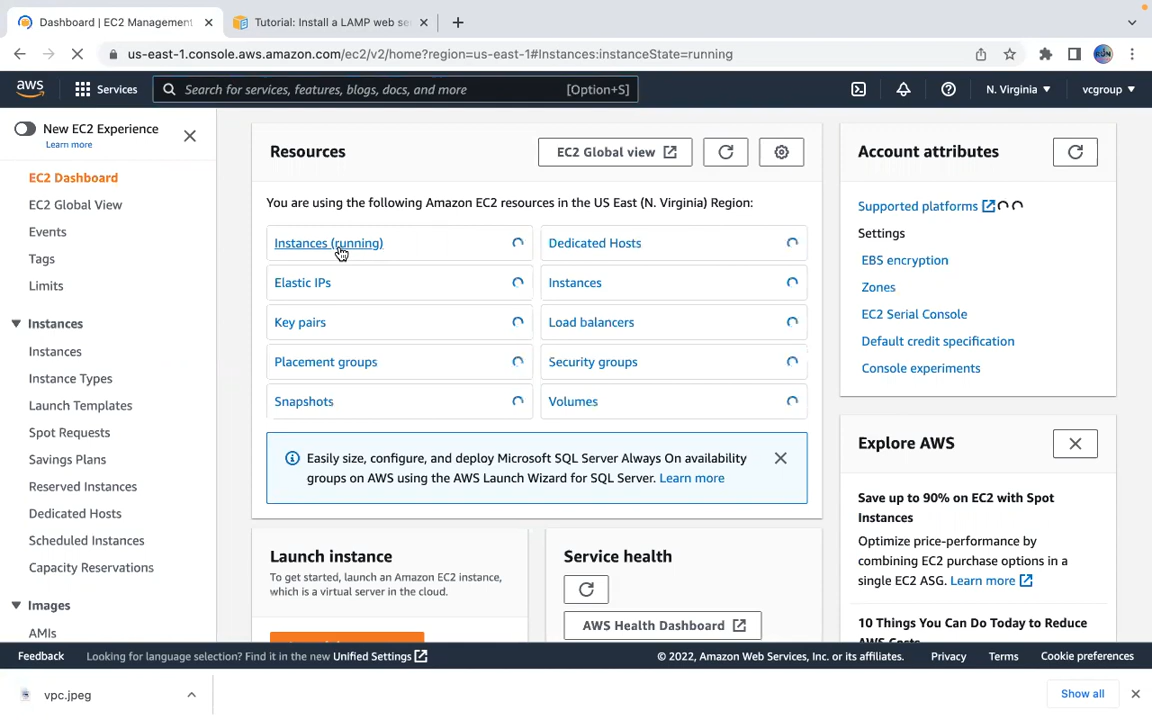 Dashboard | EC2 Management
Tutorial: Install a LAMP web se
us-east-1.console.aws.amazon.com/ec2/v2/home?region=us-east-1#Instances:instanceState=running
aws
Services
Search for services, features, blogs, docs, and more
[Option+S]
N. Virginia
vcgroup
New EC2 Experience
Learn more
EC2 Dashboard
EC2 Global View
Events
Tags
Limits
Instances
Instances
Instance Types
Launch Templates
Spot Requests
Savings Plans
Reserved Instances
Dedicated Hosts
Scheduled Instances
Capacity Reservations
Images
AMIs
Resources
EC2 Global view
You are using the following Amazon EC2 resources in the US East (N. Virginia) Region:
Instances (running)
Dedicated Hosts
Elastic IPs
Instances
Key pairs
Load balancers
Placement groups
Security groups
Snapshots
Volumes
Easily size, configure, and deploy Microsoft SQL Server Always On availability
groups on AWS using the AWS Launch Wizard for SQL Server. Learn more
Launch instance
To get started, launch an Amazon EC2 instance,
which is a virtual server in the cloud.
Service health
AWS Health Dashboard
Account attributes
Supported platforms
Settings
EBS encryption
Zones
EC2 Serial Console
Default credit specification
Console experiments
Explore AWS
Save up to 90% on EC2 with Spot
Instances
Optimize price-performance by
combining EC2 purchase options in a
single EC2 ASG. Learn more
10 Things You Can Do Today to Reduce
AWS Costs
Feedback
Looking for language selection? Find it in the new Unified Settings
© 2022, Amazon Web Services, Inc. or its affiliates.
Privacy
Terms
Cookie preferences
vpc.jpeg
Show all